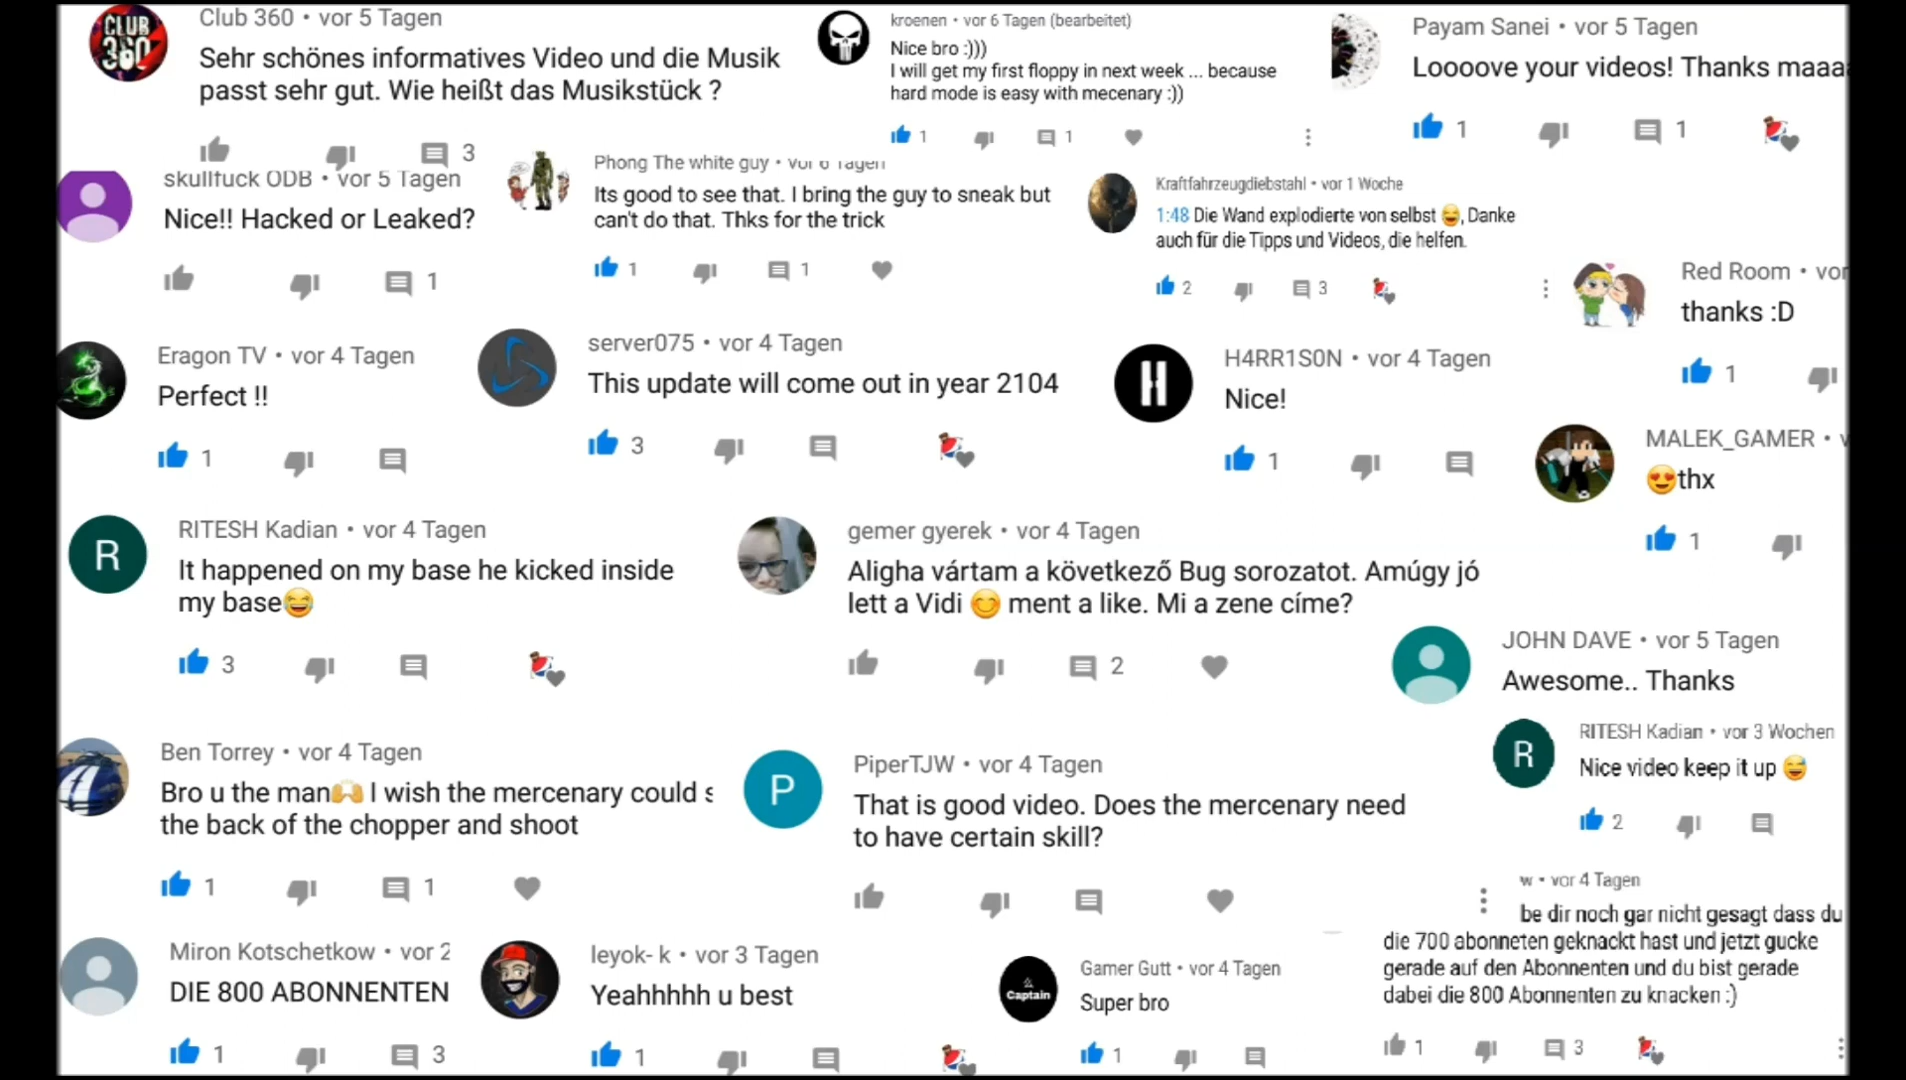 CLUB 360
Club 360 • vor 5 Tagen
Sehr schönes informatives Video und die Musik
passt sehr gut. Wie heißt das Musikstück ?
3
kroenen • vor 6 Tagen (bearbeitet)
Nice bro :)))
I will get my first floppy in next week ... because
hard mode is easy with mecenary :))
1
1
Payam Sanei • vor 5 Tagen
Loooove your videos! Thanks maaa
1
1
skullfuck ODB • vor 5 Tagen
Nice!! Hacked or Leaked?
1
Phong The white guy • vor 6 Tagen
Its good to see that. I bring the guy to sneak but
can't do that. Thks for the trick
1
1
Kraftfahrzeugdiebstahl • vor 1 Woche
1:48 Die Wand explodierte von selbst 😅, Danke
auch für die Tipps und Videos, die helfen.
2
3
Red Room • vor
thanks :D
1
Eragon TV • vor 4 Tagen
Perfect !!
1
server075 • vor 4 Tagen
This update will come out in year 2104
3
H4RR1S0N • vor 4 Tagen
Nice!
1
MALEK_GAMER •
😍thx
1
R
RITESH Kadian • vor 4 Tagen
It happened on my base he kicked inside
my base😂
3
gemer gyerek • vor 4 Tagen
Aligha vártam a következő Bug sorozatot. Amúgy jó
lett a Vidi 😊 ment a like. Mi a zene címe?
2
JOHN DAVE • vor 5 Tagen
Awesome.. Thanks
R
RITESH Kadian • vor 3 Wochen
Nice video keep it up 😅
2
Ben Torrey • vor 4 Tagen
Bro u the man🙌 I wish the mercenary could s
the back of the chopper and shoot
1
1
P
PiperTJW • vor 4 Tagen
That is good video. Does the mercenary need
to have certain skill?
w • vor 4 Tagen
be dir noch gar nicht gesagt dass du
die 700 abonneten geknackt hast und jetzt gucke
gerade auf den Abonnenten und du bist gerade
dabei die 800 Abonnenten zu knacken :)
1
3
Miron Kotschetkow • vor 2
DIE 800 ABONNENTEN
1
3
leyok- k • vor 3 Tagen
Yeahhhhh u best
1
Captain
Gamer Gutt • vor 4 Tagen
Super bro
1